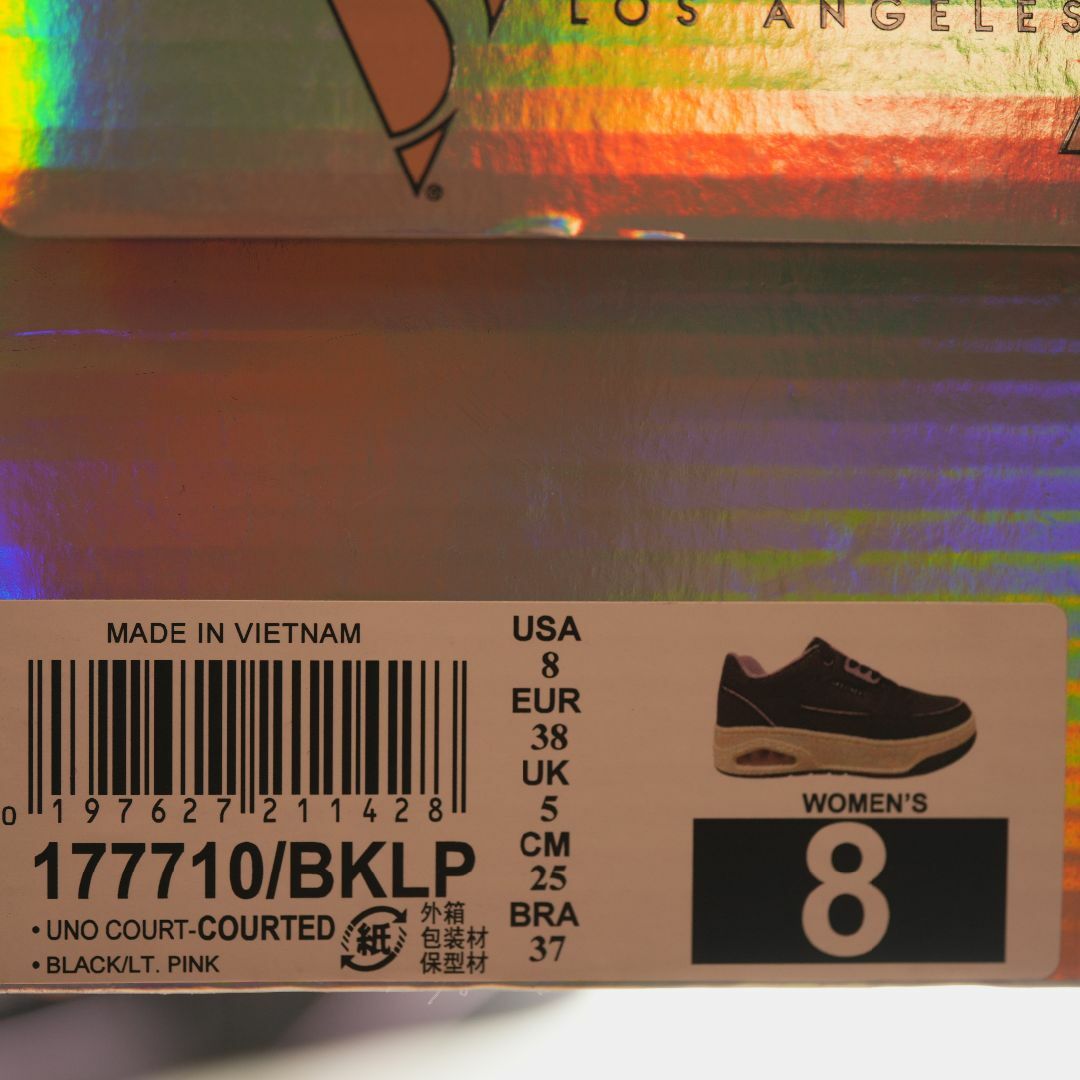 LOS ANGELES
®
MADE IN VIETNAM
0 197627 211428
177710/BKLP
• UNO COURT-COURTED
• BLACK/LT. PINK
紙
外箱
包装材
保型材
USA
8
EUR
38
UK
5
CM
25
BRA
37
WOMEN'S
8